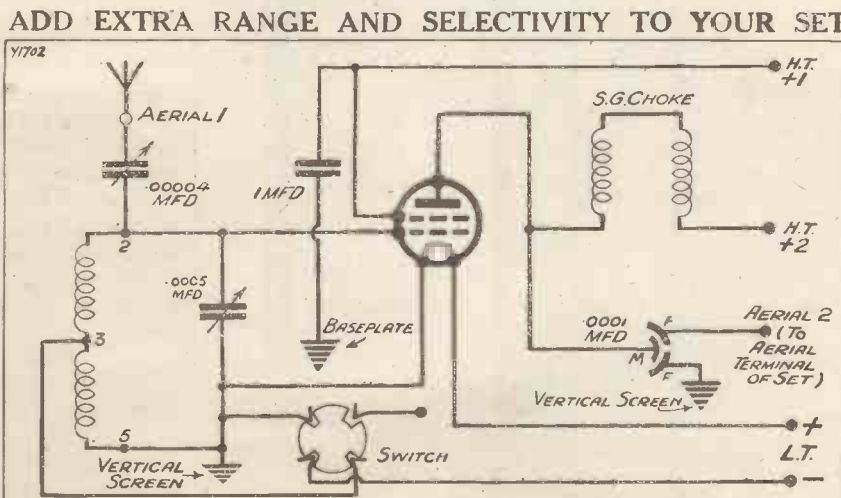 ADD EXTRA RANGE AND SELECTIVITY TO YOUR SET
Y1702
AERIAL 1
.00004
MFD
1 MFD
S.G. CHOKE
H.T.
+1
H.T.
+2
2
.0005
MFD
3
5
BASEPLATE
.0001
MFD
F
M
F
AERIAL 2
(TO
AERIAL
TERMINAL
OF SET)
VERTICAL SCREEN
VERTICAL
SCREEN
SWITCH
+
L.T.
-